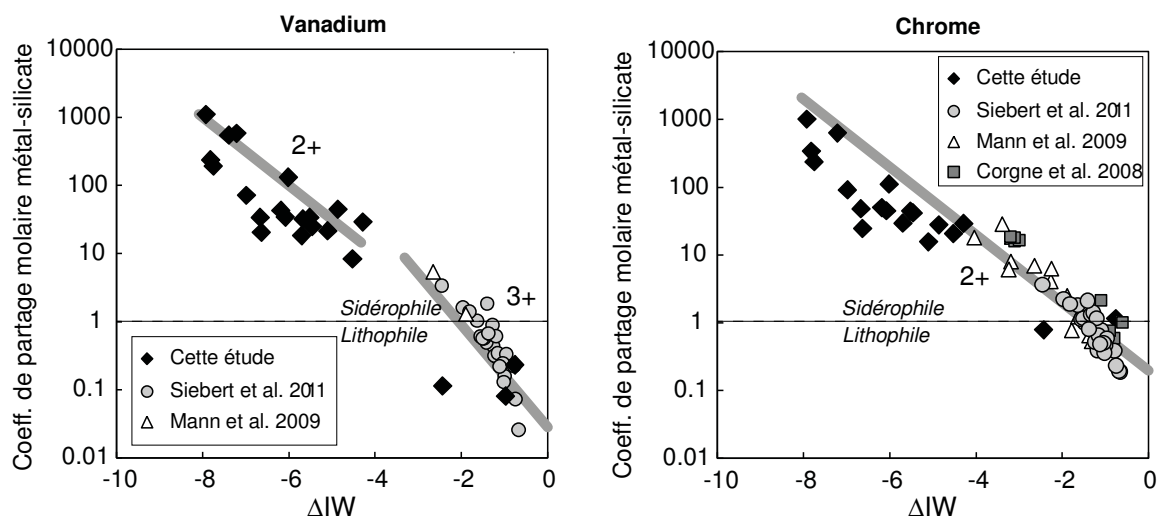 Vanadium
Coeff. de partage molaire métal-silicate
10000
1000
100
10
1
0.1
0.01
2+
3+
Sidérophile
Lithophile
Cette étude
Siebert et al. 2011
Mann et al. 2009
-10
-8
-6
-4
-2
0
ΔIW
Chrome
Coeff. de partage molaire métal-silicate
10000
1000
100
10
1
0.1
0.01
Cette étude
Siebert et al. 2011
Mann et al. 2009
Corgne et al. 2008
2+
Sidérophile
Lithophile
-10
-8
-6
-4
-2
0
ΔIW